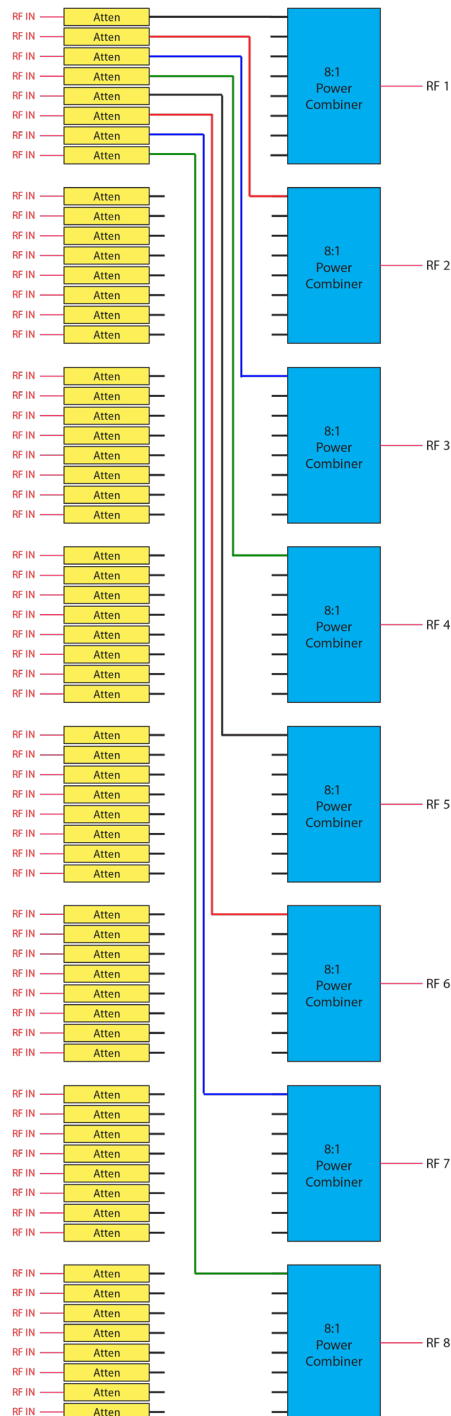 RF IN Atten
RF IN Atten
RF IN Atten
RF IN Atten
RF IN Atten
RF IN Atten
RF IN Atten
RF IN Atten
8:1
Power
Combiner
RF 1
RF IN Atten
RF IN Atten
RF IN Atten
RF IN Atten
RF IN Atten
RF IN Atten
RF IN Atten
RF IN Atten
8:1
Power
Combiner
RF 2
RF IN Atten
RF IN Atten
RF IN Atten
RF IN Atten
RF IN Atten
RF IN Atten
RF IN Atten
RF IN Atten
8:1
Power
Combiner
RF 3
RF IN Atten
RF IN Atten
RF IN Atten
RF IN Atten
RF IN Atten
RF IN Atten
RF IN Atten
RF IN Atten
8:1
Power
Combiner
RF 4
RF IN Atten
RF IN Atten
RF IN Atten
RF IN Atten
RF IN Atten
RF IN Atten
RF IN Atten
RF IN Atten
8:1
Power
Combiner
RF 5
RF IN Atten
RF IN Atten
RF IN Atten
RF IN Atten
RF IN Atten
RF IN Atten
RF IN Atten
RF IN Atten
8:1
Power
Combiner
RF 6
RF IN Atten
RF IN Atten
RF IN Atten
RF IN Atten
RF IN Atten
RF IN Atten
RF IN Atten
RF IN Atten
8:1
Power
Combiner
RF 7
RF IN Atten
RF IN Atten
RF IN Atten
RF IN Atten
RF IN Atten
RF IN Atten
RF IN Atten
RF IN Atten
8:1
Power
Combiner
RF 8